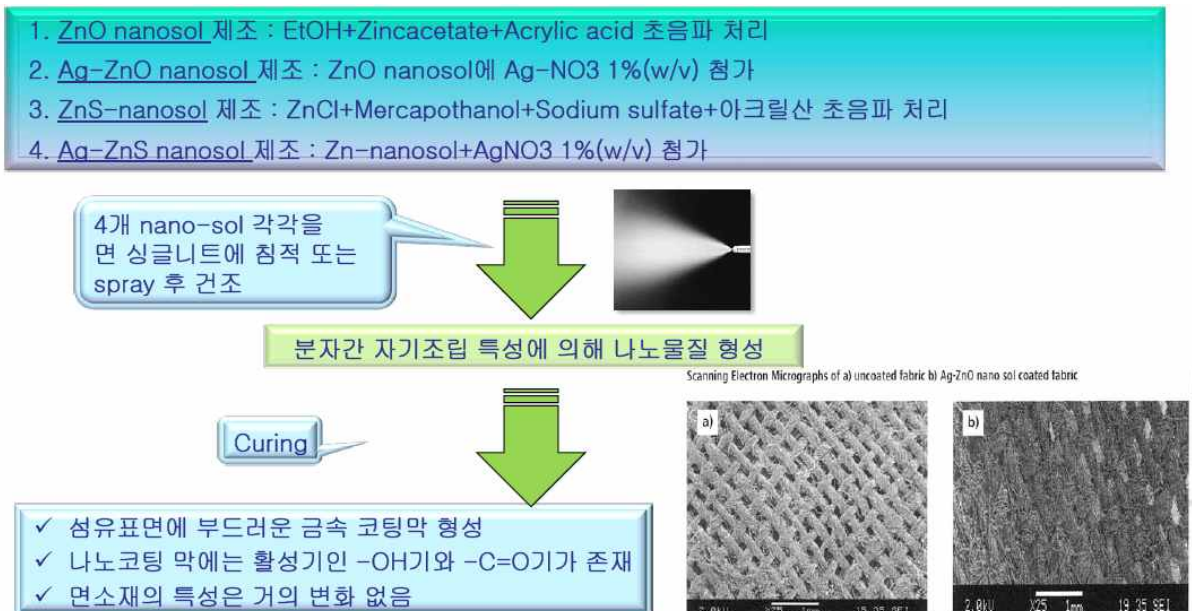 1. ZnO nanosol 제조 : EtOH+Zincacetate+Acrylic acid 초음파 처리
2. Ag-ZnO nanosol 제조 : ZnO nanosol에 Ag-NO3 1%(w/v) 첨가
3. ZnS-nanosol 제조 : ZnCl+Mercapothanol+Sodium sulfate+아크릴산 초음파 처리
4. Ag-ZnS nanosol 제조 : Zn-nanosol+AgNO3 1%(w/v) 첨가
4개 nano-sol 각각을
면 싱글니트에 침적 또는
spray 후 건조
분자간 자기조립 특성에 의해 나노물질 형성
Scanning Electron Micrographs of a) uncoated fabric b) Ag-ZnO nano sol coated fabric
a)
b)
Curing
✓ 섬유표면에 부드러운 금속 코팅막 형성
✓ 나노코팅 막에는 활성기인 -OH기와 -C=O기가 존재
✓ 면소재의 특성은 거의 변화 없음
2.0kU X25 1mm 19.35 SEI